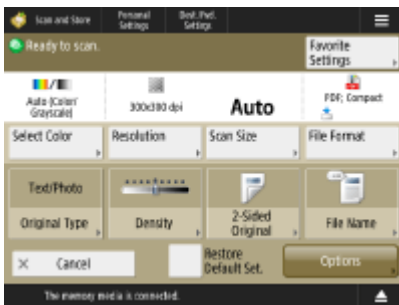 Scan and Store
Personal
Settings
Dest./Fwd.
Settings
Ready to scan.
Favorite
Settings
Auto (Color/
Grayscale)
300x300 dpi
Auto
PDF; Compact
Select Color
Resolution
Scan Size
File Format
Text/Photo
Original Type
Density
2-Sided
Original
File Name
Cancel
Restore
Default Set.
Options
The memory media is connected.